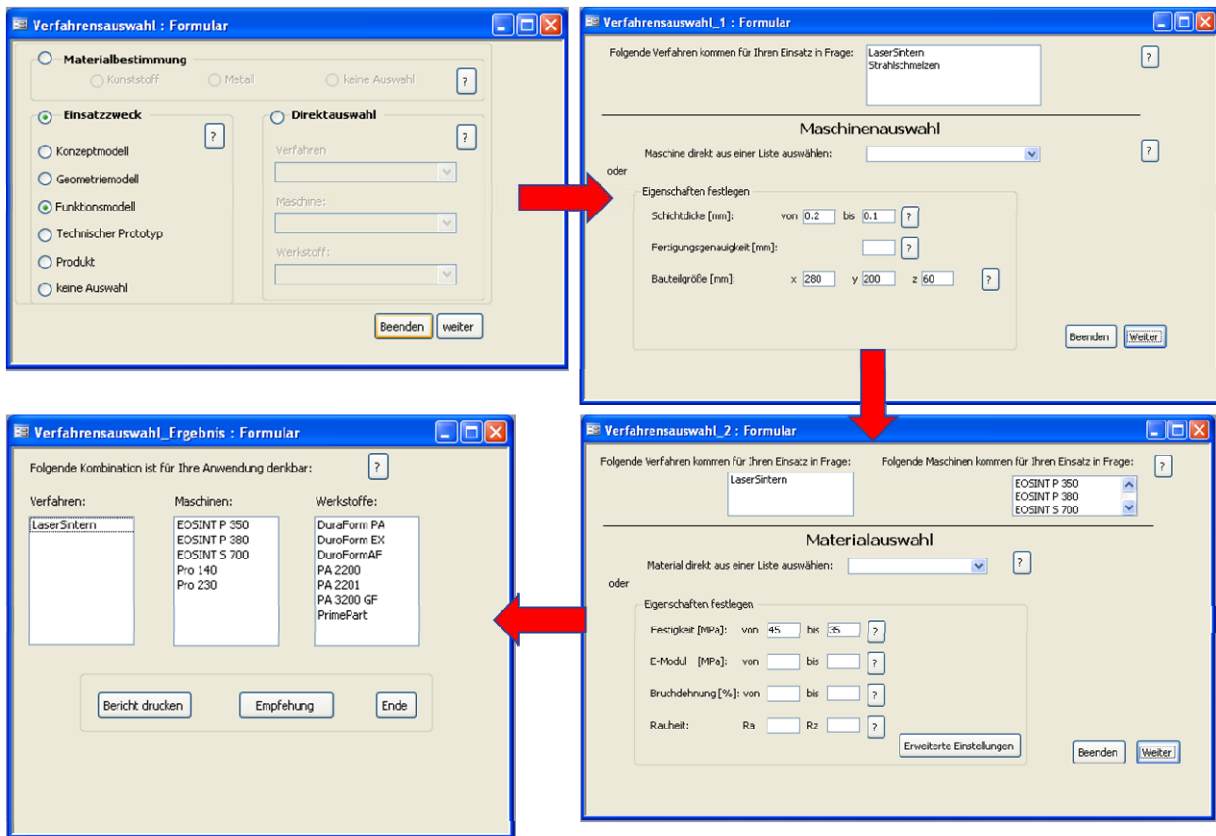 Verfahrensauswahl : Formular
Materialbestimmung
Kunststoff Metal keine Auswahl ?
Einsatzzweck ?
Konzeptmodell
Geometriemodell
Funktionsmodell
Technischer Prototyp
Produkt
keine Auswahl
Direktauswahl ?
Verfahren
Maschine:
Werkstoff:
Beenden weiter
Verfahrensauswahl_1 : Formular
Folgende Verfahren kommen für Ihren Einsatz in Frage: ?
LaserSintern
Strahlschmelzen
Maschinenauswahl
Maschine direkt aus einer Liste auswählen: ?
oder
Eigenschaften festlegen
Schichtdicke [mm]: von 0.2 bis 0.1 ?
Fertigungsgenauigkeit [mm]: ?
Bauteilgröße [mm] x 280 y 200 z 60 ?
Beenden Weiter
Verfahrensauswahl_2 : Formular
Folgende Verfahren kommen für Ihren Einsatz in Frage: Folgende Maschinen kommen für Ihren Einsatz in Frage: ?
LaserSintern
EOSINT P 350
EOSINT P 380
EOSINT S 700
Materialauswahl
Material direkt aus einer Liste auswählen: ?
oder
Eigenschaften festlegen
Festigkeit [MPa]: von 45 bis 35 ?
E-Modul [MPa]: von bis ?
Bruchdehnung [%]: von bis ?
Rauheit: Ra Rz ?
Erweiterte Einstellungen
Beenden Weiter
Verfahrensauswahl_Ergebnis : Formular
Folgende Kombination ist für Ihre Anwendung denkbar: ?
Verfahren: Maschinen: Werkstoffe:
LaserSintern
EOSINT P 350
EOSINT P 380
EOSINT S 700
Pro 140
Pro 230
DuraForm PA
DuroForm EX
DuroFormAF
PA 2200
PA 2201
PA 3200 GF
PrimePart
Bericht drucken Empfehung Ende